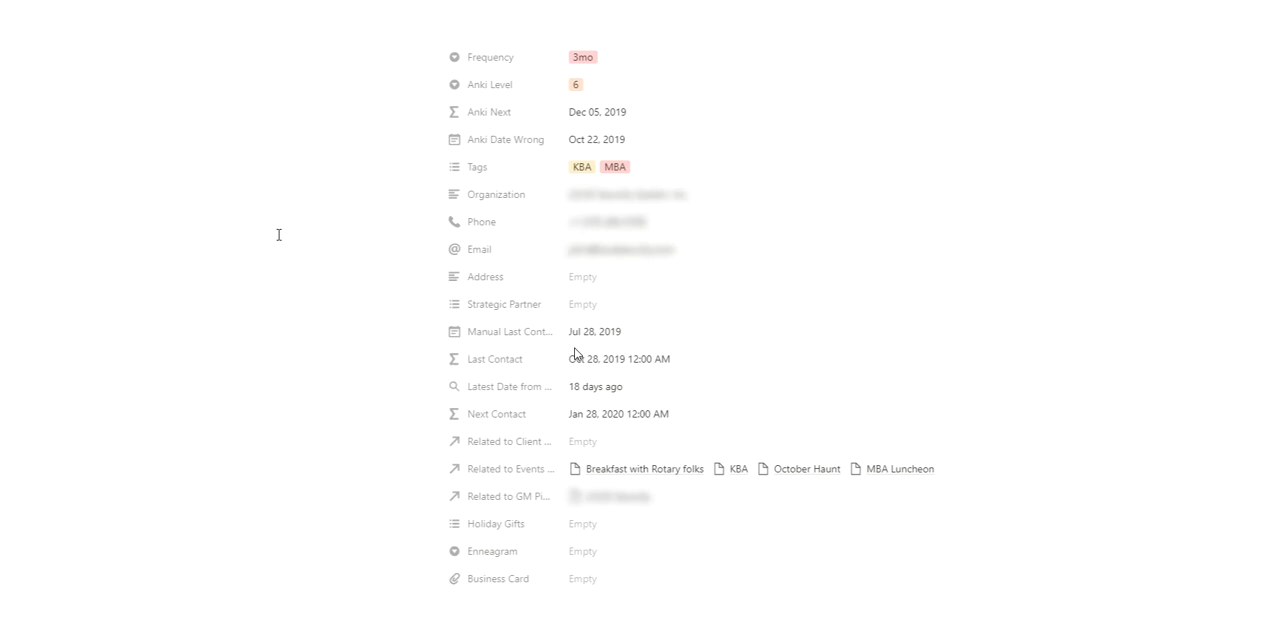 Frequency 3mo
Anki Level 6
Anki Next Dec 05, 2019
Anki Date Wrong Oct 22, 2019
Tags KBA MBA
Organization
Phone
Email
Address Empty
Strategic Partner Empty
Manual Last Cont... Jul 28, 2019
Last Contact Oct 28, 2019 12:00 AM
Latest Date from ... 18 days ago
Next Contact Jan 28, 2020 12:00 AM
Related to Client ... Empty
Related to Events ... Breakfast with Rotary folks KBA October Haunt MBA Luncheon
Related to GM Pi...
Holiday Gifts Empty
Enneagram Empty
Business Card Empty